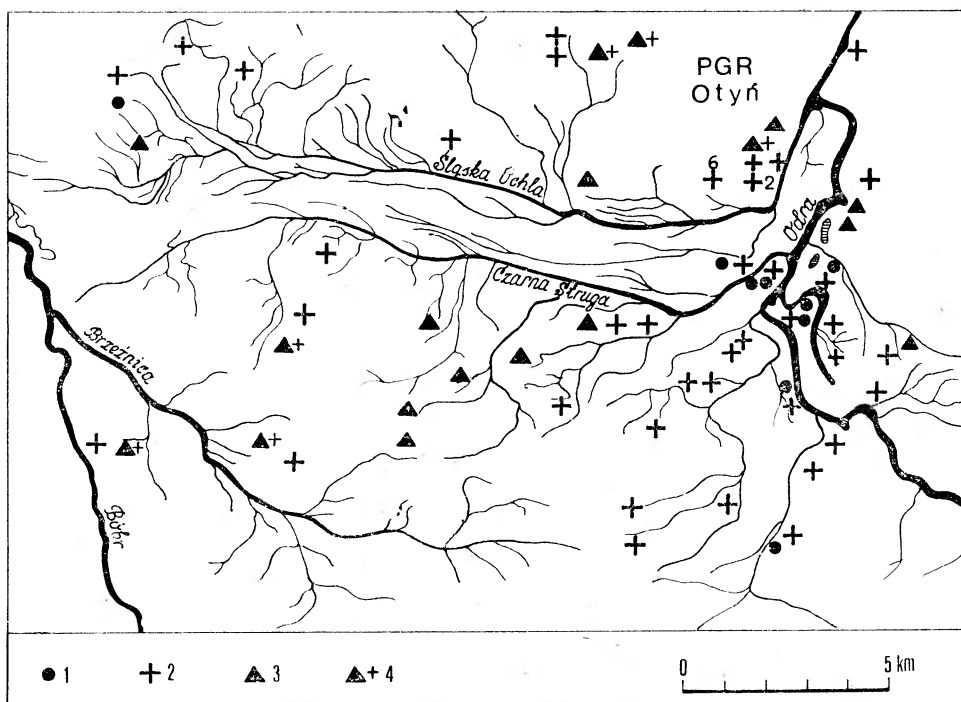 PGR
Otyń
6
2
Śląska Ochla
Odra
Czarna Struga
Brzeźnica
Bóbr
1
2
3
4
0
5 km